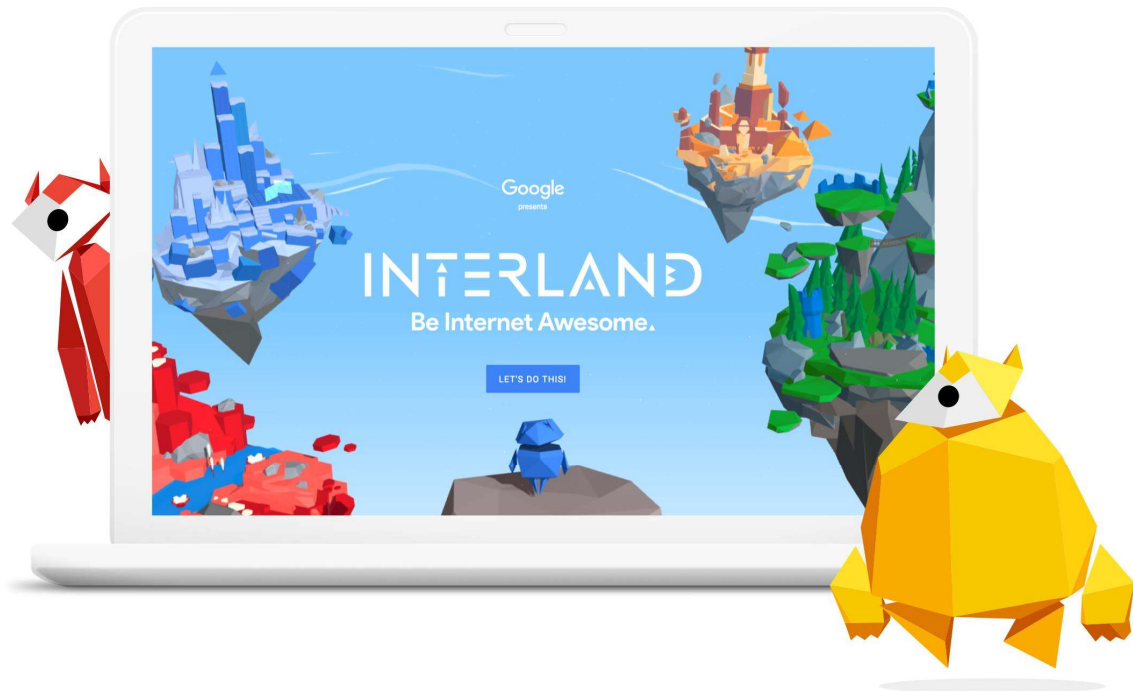 Google
presents
INTERLAND
Be Internet Awesome.
LET'S DO THIS!